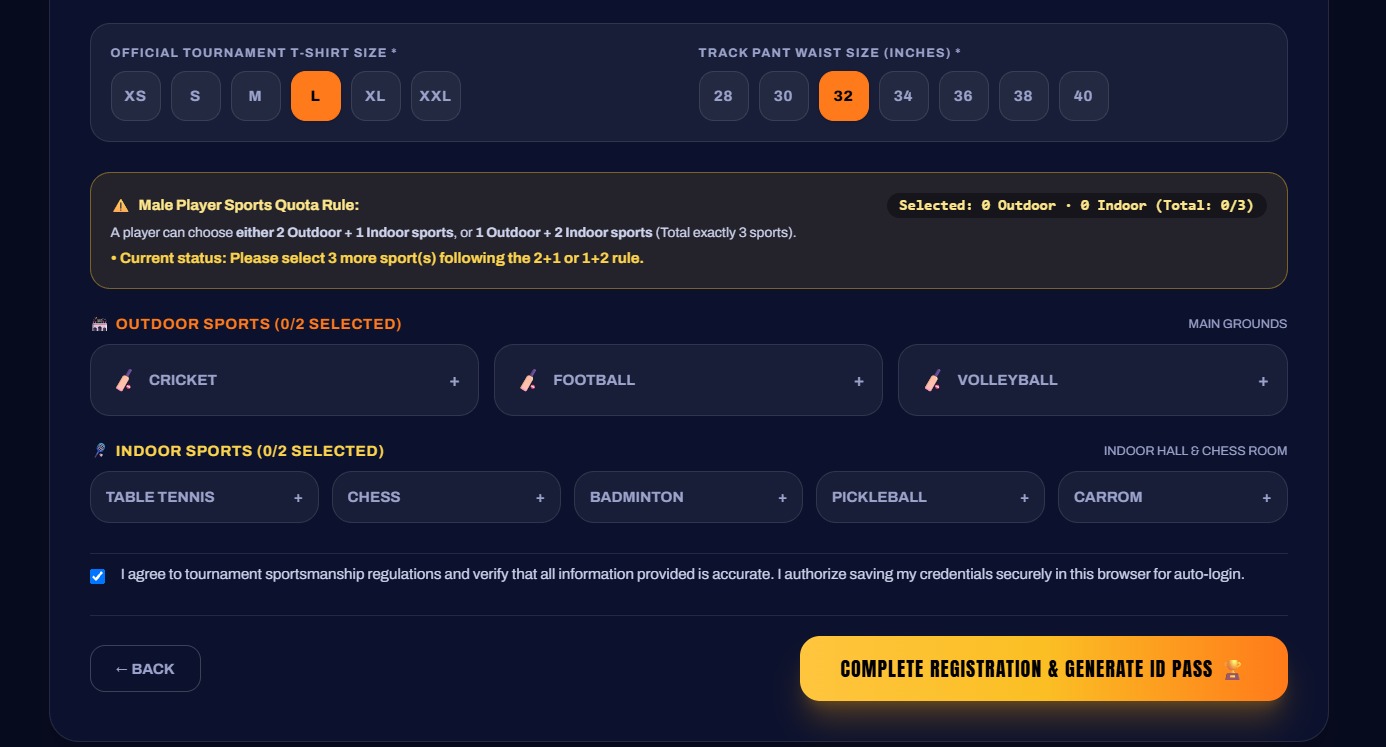 OFFICIAL TOURNAMENT T-SHIRT SIZE *
XS S M L XL XXL
TRACK PANT WAIST SIZE (INCHES) *
28 30 32 34 36 38 40
Male Player Sports Quota Rule:
Selected: 0 Outdoor · 0 Indoor (Total: 0/3)
A player can choose either 2 Outdoor + 1 Indoor sports, or 1 Outdoor + 2 Indoor sports (Total exactly 3 sports).
• Current status: Please select 3 more sport(s) following the 2+1 or 1+2 rule.
OUTDOOR SPORTS (0/2 SELECTED)
MAIN GROUNDS
CRICKET +
FOOTBALL +
VOLLEYBALL +
INDOOR SPORTS (0/2 SELECTED)
INDOOR HALL & CHESS ROOM
TABLE TENNIS +
CHESS +
BADMINTON +
PICKLEBALL +
CARROM +
I agree to tournament sportsmanship regulations and verify that all information provided is accurate. I authorize saving my credentials securely in this browser for auto-login.
← BACK
COMPLETE REGISTRATION & GENERATE ID PASS